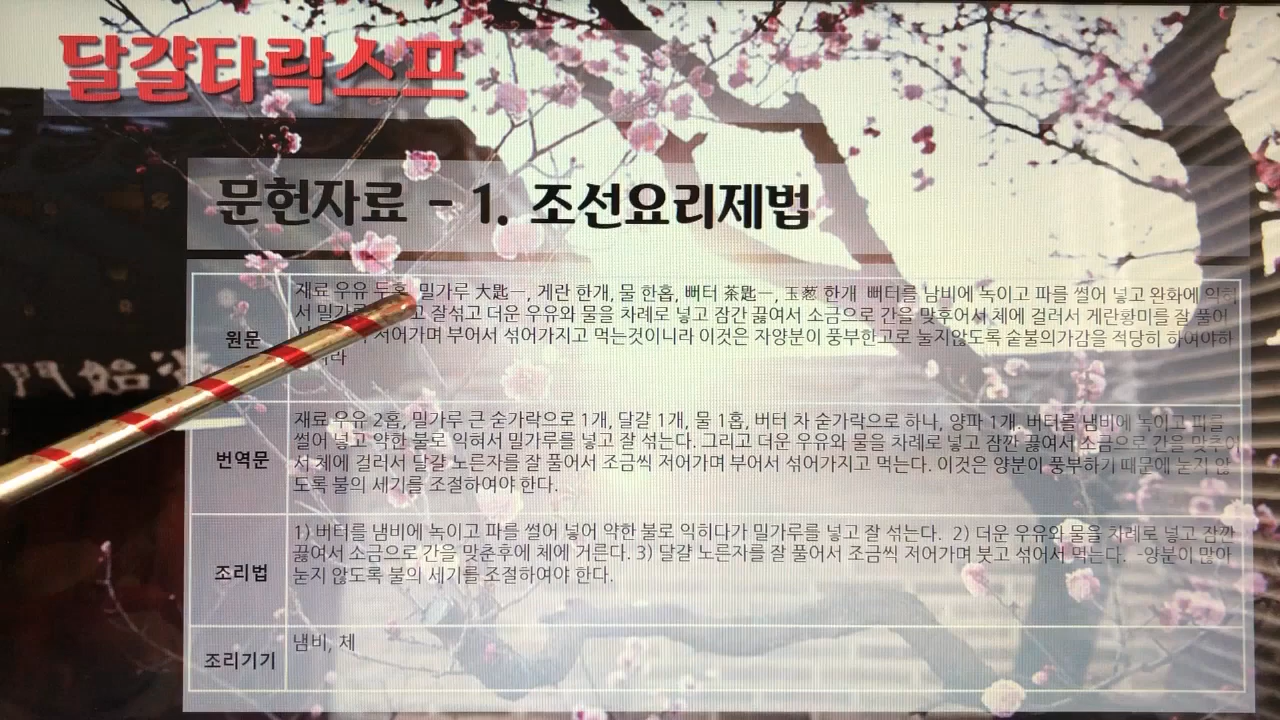 달걀타락스프
문헌자료 - 1. 조선요리제법
원문
재료 우유 두홉, 밀가루 大匙一, 게란 한개, 물 한홉, 뻐터 茶匙一, 玉葱 한개 뻐터를 남비에 녹이고 파를 썰어 넣고 완화에 익혀
서 밀가루 고 잘섞고 더운 우유와 물을 차례로 넣고 잠간 끓여서 소금으로 간을 맞후어서 체에 걸러서 게란황미를 잘 풀어
저어가며 부어서 섞어가지고 먹는것이니라 이것은 자양분이 풍부한고로 눌지않도록 숱불의가감을 적당히 하여야하
니라
번역문
재료 우유 2홉, 밀가루 큰 숟가락으로 1개, 달걀 1개, 물 1홉, 버터 차 숟가락으로 하나, 양파 1개. 버터를 냄비에 녹이고 파를
썰어 넣고 약한 불로 익혀서 밀가루를 넣고 잘 섞는다. 그리고 더운 우유와 물을 차례로 넣고 잠깐 끓여서 소금으로 간을 맞추어
서 체에 걸러서 달걀 노른자를 잘 풀어서 조금씩 저어가며 부어서 섞어가지고 먹는다. 이것은 양분이 풍부하기 때문에 눋지 않
도록 불의 세기를 조절하여야 한다.
조리법
1) 버터를 냄비에 녹이고 파를 썰어 넣어 약한 불로 익히다가 밀가루를 넣고 잘 섞는다. 2) 더운 우유와 물을 차례로 넣고 잠깐
끓여서 소금으로 간을 맞춘후에 체에 거른다. 3) 달걀 노른자를 잘 풀어서 조금씩 저어가며 붓고 섞어서 먹는다. -양분이 많아
눋지 않도록 불의 세기를 조절하여야 한다.
조리기기
냄비, 체
門始